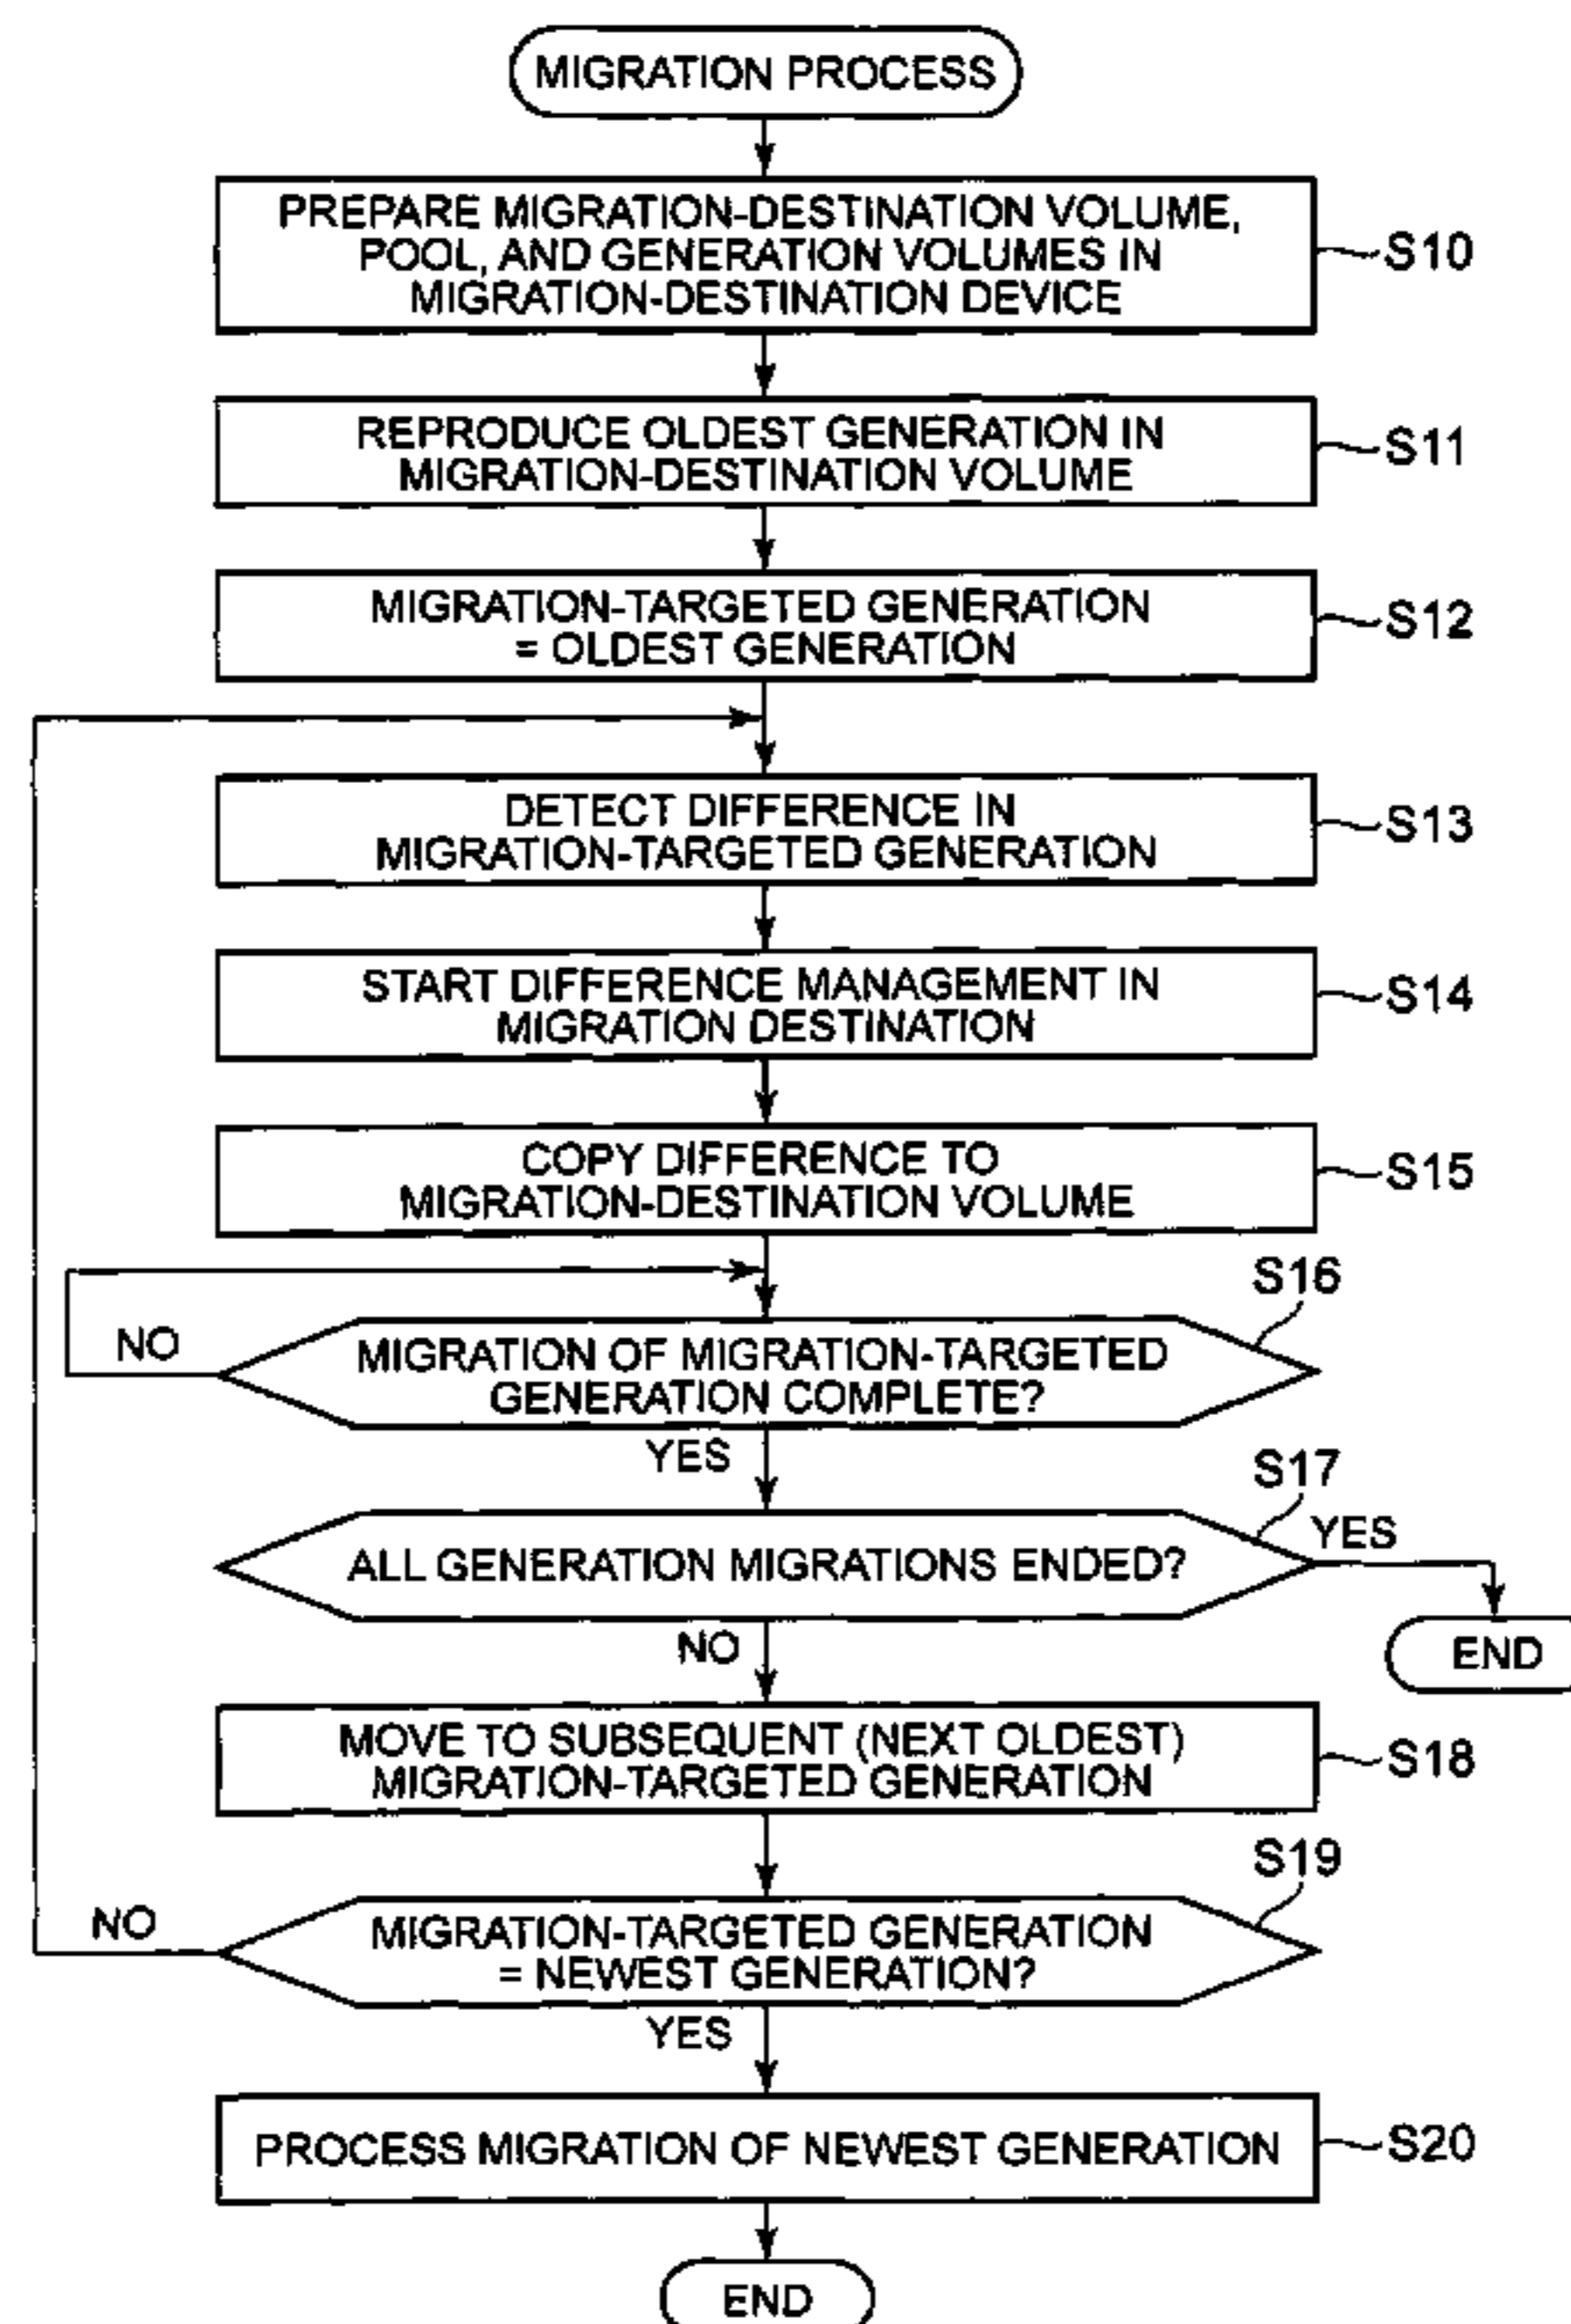 MIGRATION PROCESS
PREPARE MIGRATION-DESTINATION VOLUME,
POOL, AND GENERATION VOLUMES IN
MIGRATION-DESTINATION DEVICE
S10
REPRODUCE OLDEST GENERATION IN
MIGRATION-DESTINATION VOLUME
S11
MIGRATION-TARGETED GENERATION
= OLDEST GENERATION
S12
DETECT DIFFERENCE IN
MIGRATION-TARGETED GENERATION
S13
START DIFFERENCE MANAGEMENT IN
MIGRATION DESTINATION
S14
COPY DIFFERENCE TO
MIGRATION-DESTINATION VOLUME
S15
S16
NO
MIGRATION OF MIGRATION-TARGETED
GENERATION COMPLETE?
YES
S17
YES
ALL GENERATION MIGRATIONS ENDED?
NO
END
MOVE TO SUBSEQUENT (NEXT OLDEST)
MIGRATION-TARGETED GENERATION
S18
S19
NO
MIGRATION-TARGETED GENERATION
= NEWEST GENERATION?
YES
PROCESS MIGRATION OF NEWEST GENERATION
S20
END